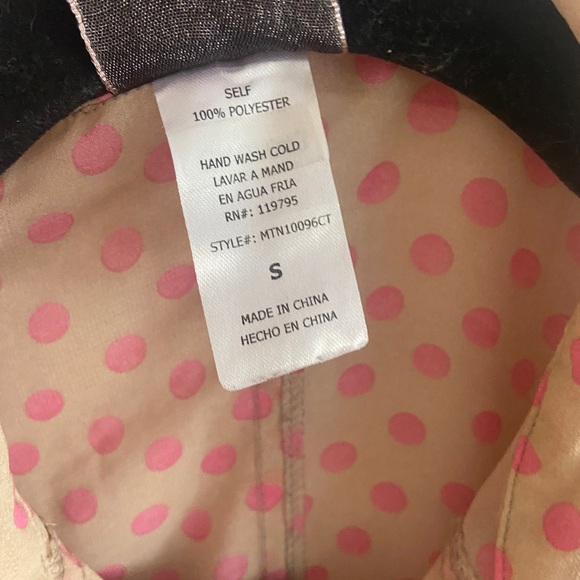 SELF
100% POLYESTER
HAND WASH COLD
LAVAR A MAND
EN AGUA FRIA
RN#: 119795
STYLE#: MTN10096CT
S
MADE IN CHINA
HECHO EN CHINA